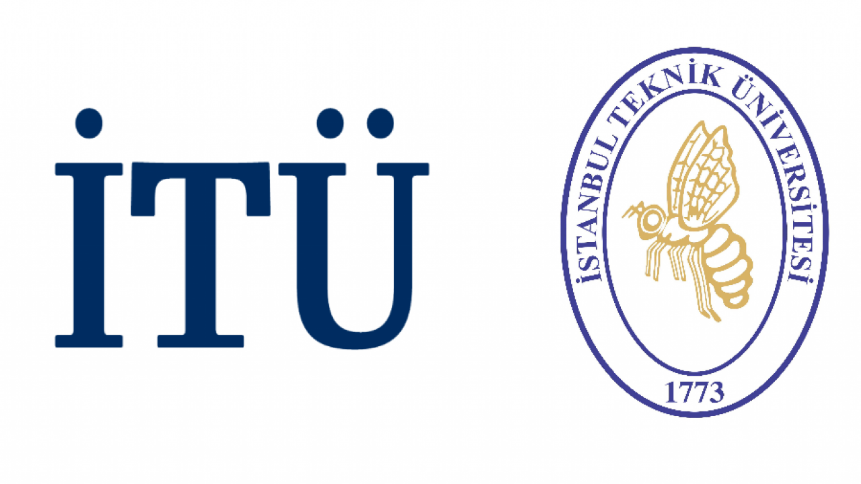 İTÜ
İSTANBUL TEKNİK ÜNİVERSİTESİ
1773